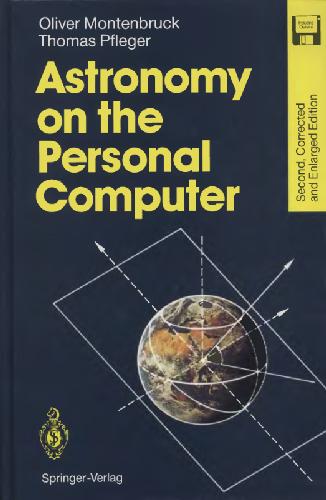 Oliver Montenbruck
Thomas Pfleger
Astronomy
on the
Personal
Computer
Second, Corrected
and Enlarged Edition
Springer-Verlag